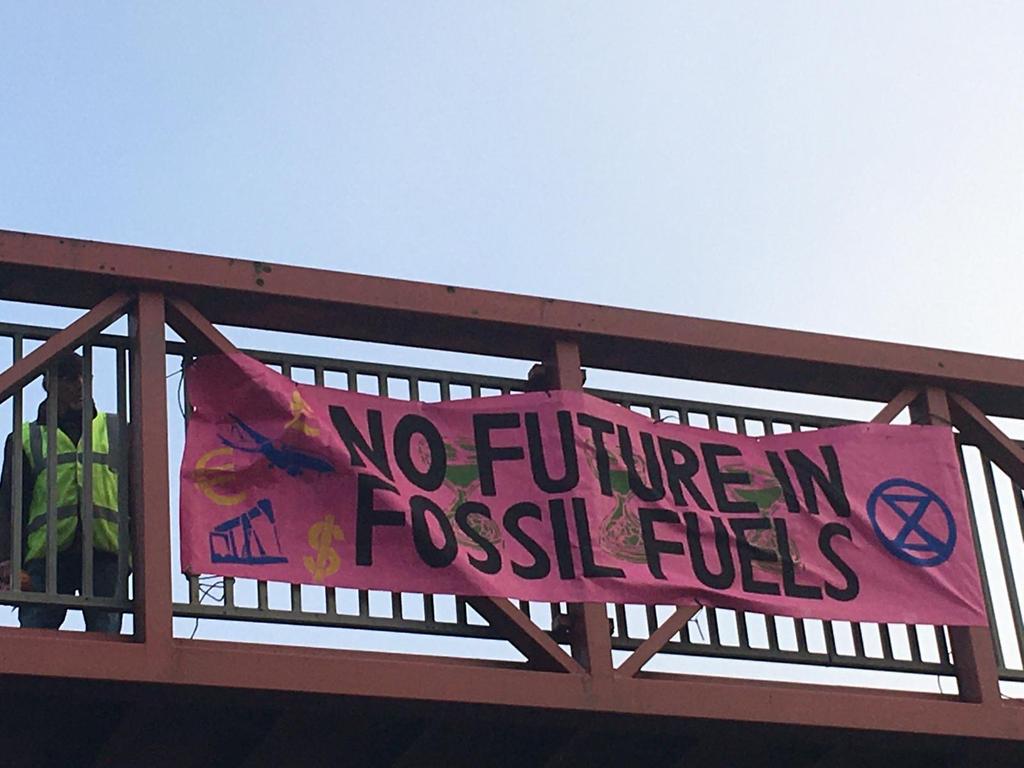 NO FUTURE IN
FOSSIL FUELS
€
$